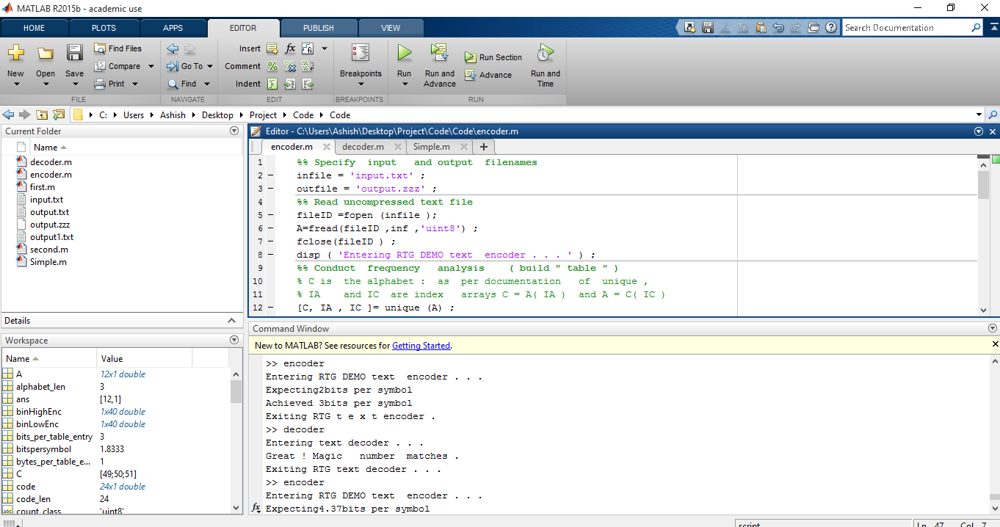 MATLAB R2015b - academic use
HOME PLOTS APPS EDITOR PUBLISH VIEW Search Documentation
New Open Save Find Files Compare Print
Go To Find
Insert fx
Comment
Indent
Breakpoints
Run Run and Advance Run Section Advance Run and Time
FILE NAVIGATE EDIT BREAKPOINTS RUN
C: Users Ashish Desktop Project Code Code
Current Folder
Name
decoder.m
encoder.m
first.m
input.txt
output.txt
output.zzz
output1.txt
second.m
Simple.m
Details
Workspace
Name Value
A 12x1 double
alphabet_len 3
ans [12,1]
binHighEnc 1x40 double
binLowEnc 1x40 double
bits_per_table_entry 3
bitspersymbol 1.8333
bytes_per_table_e... 1
C [49;50;51]
code 24x1 double
code_len 24
abc count_class 'uint8'
Editor - C:\Users\Ashish\Desktop\Project\Code\Code\encoder.m
encoder.m decoder.m Simple.m +
1 %% Specify input and output filenames
2 – infile = 'input.txt' ;
3 – outfile = 'output.zzz' ;
4 %% Read uncompressed text file
5 – fileID =fopen (infile );
6 – A=fread(fileID ,inf ,'uint8') ;
7 – fclose(fileID ) ;
8 – disp ( 'Entering RTG DEMO text encoder . . . ' ) ;
9 %% Conduct frequency analysis ( build " table " )
10 % C is the alphabet : as per documentation of unique ,
11 % IA and IC are index arrays C = A( IA ) and A = C( IC )
12 – [C, IA , IC ]= unique (A) ;
Command Window
New to MATLAB? See resources for Getting Started.
>> encoder
Entering RTG DEMO text encoder . . .
Expecting2bits per symbol
Achieved 3bits per symbol
Exiting RTG t e x t encoder .
>> decoder
Entering text decoder . . .
Great ! Magic number matches .
Exiting RTG text decoder . . .
>> encoder
Entering RTG DEMO text encoder . . .
fx Expecting4.37bits per symbol
script Ln 47 Col 7